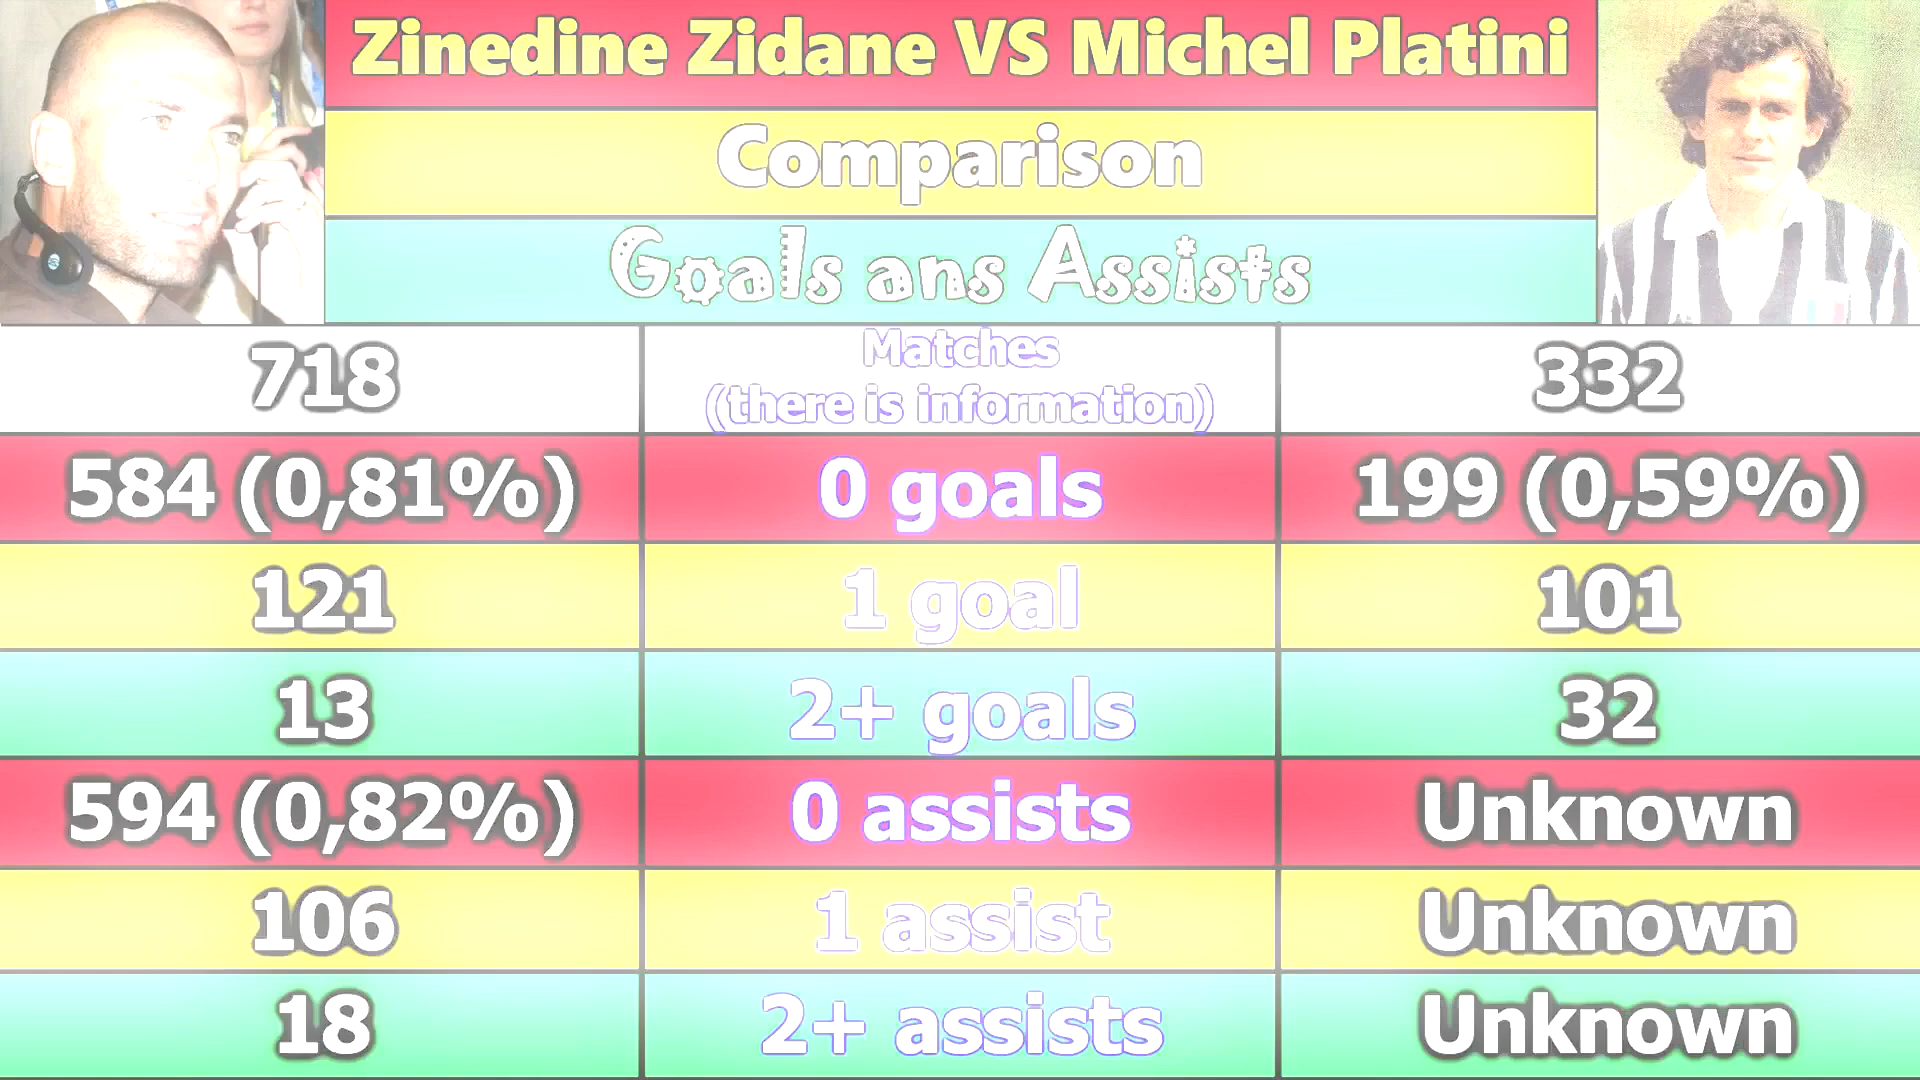 Zinedine Zidane VS Michel Platini
Comparison
Goals ans Assists
718 Matches 332
(there is information)
584 (0,81%) 0 goals 199 (0,59%)
121 1 goal 101
13 2+ goals 32
594 (0,82%) 0 assists Unknown
106 1 assist Unknown
18 2+ assists Unknown